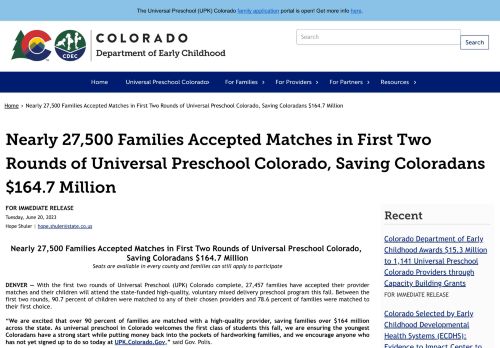 The Universal Preschool (UPK) Colorado family application portal is open! Get more info here.
COLORADO
Department of Early Childhood
CDEC
Search
Search
Home
Universal Preschool Colorado
For Families
For Providers
For Partners
Resources
Home › Nearly 27,500 Families Accepted Matches in First Two Rounds of Universal Preschool Colorado, Saving Coloradans $164.7 Million
Nearly 27,500 Families Accepted Matches in First Two
Rounds of Universal Preschool Colorado, Saving Coloradans
$164.7 Million
FOR IMMEDIATE RELEASE
Tuesday, June 20, 2023
Hope Shuler | hope.shuler@state.co.us
Nearly 27,500 Families Accepted Matches in First Two Rounds of Universal Preschool Colorado,
Saving Coloradans $164.7 Million
Seats are available in every county and families can still apply to participate
DENVER — With the first two rounds of Universal Preschool (UPK) Colorado complete, 27,457 families have accepted their provider
matches and their children will attend the state-funded high-quality, voluntary mixed delivery preschool program this fall. Between the
first two rounds, 90.7 percent of children were matched to any of their chosen providers and 78.6 percent of families were matched to
their first choice.
"We are excited that over 90 percent of families are matched with a high-quality provider, saving families over $164 million
across the state. As universal preschool in Colorado welcomes the first class of students this fall, we are ensuring the youngest
Coloradans have a strong start while putting money back into the pockets of hardworking families, and we encourage anyone who
has not yet signed up to do so today at UPK.Colorado.Gov," said Gov. Polis.
Recent
Colorado Department of Early
Childhood Awards $15.3 Million
to 1,141 Universal Preschool
Colorado Providers through
Capacity Building Grants
FOR IMMEDIATE RELEASE
Colorado Selected by Early
Childhood Developmental
Health Systems (ECDHS):
Evidence to Impact Center to